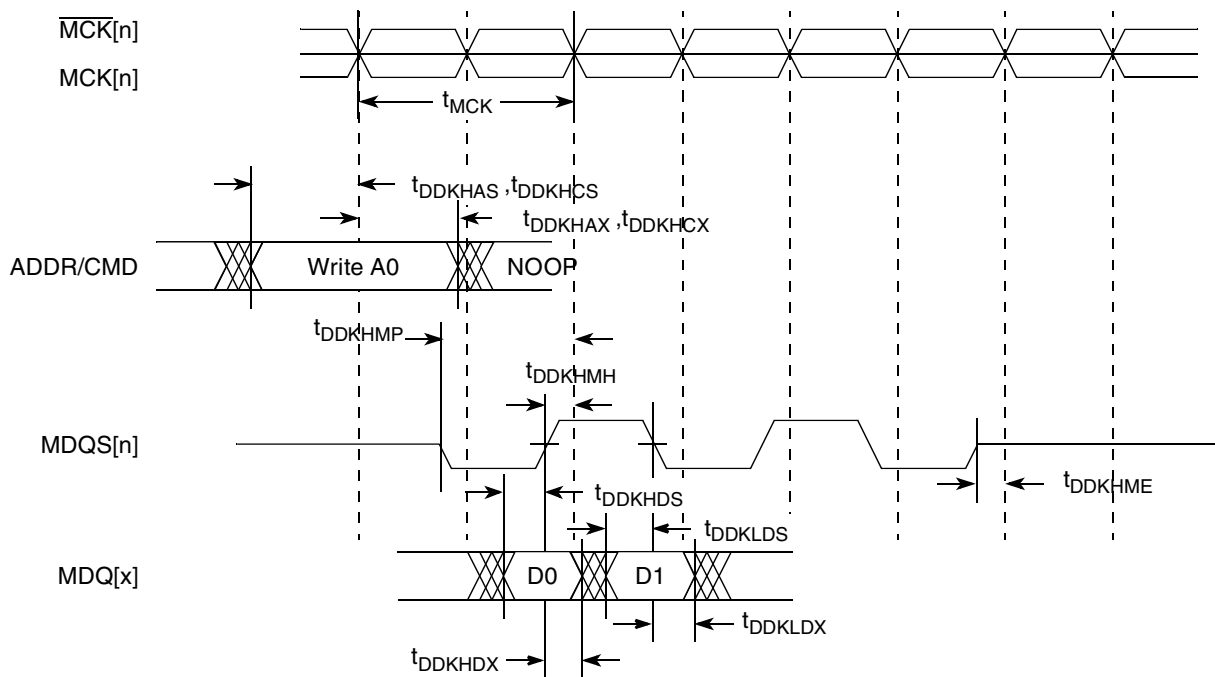 MCK[n]
MCK[n]
tMCK
tDDKHAS ,tDDKHCS
tDDKHAX ,tDDKHCX
ADDR/CMD
Write A0
NOOP
tDDKHMP
tDDKHMH
MDQS[n]
tDDKHDS
tDDKHME
tDDKLDS
MDQ[x]
D0
D1
tDDKLDX
tDDKHDX